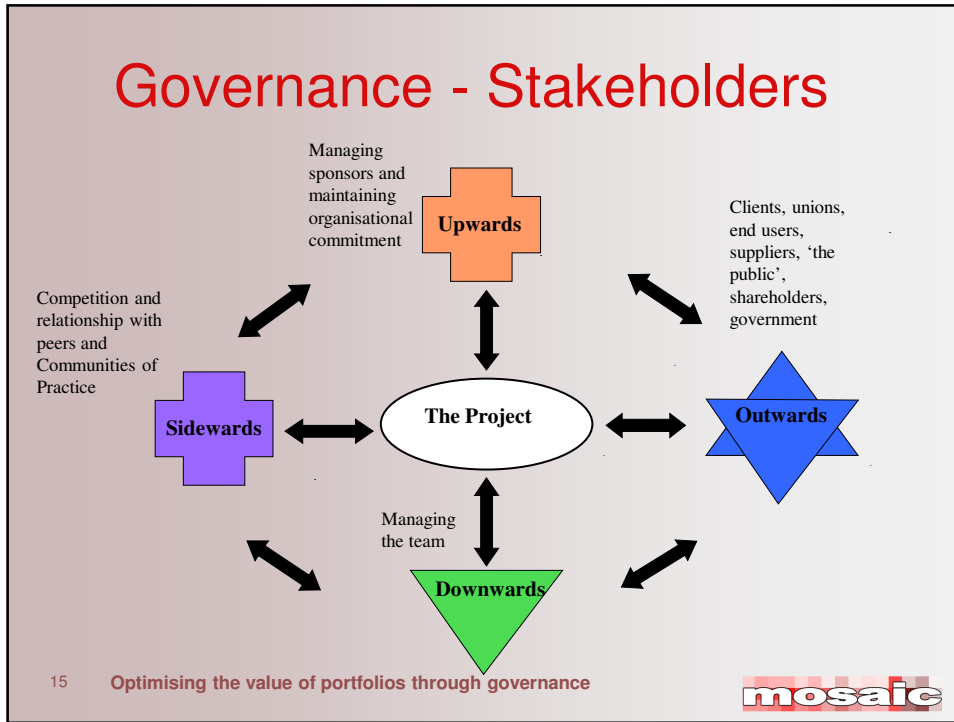 Governance - Stakeholders
Managing
sponsors and
maintaining
organisational
commitment
Upwards
Clients, unions,
end users,
suppliers, ‘the
public’,
shareholders,
government
Competition and
relationship with
peers and
Communities of
Practice
Sidewards
The Project
Outwards
Managing
the team
Downwards
15 Optimising the value of portfolios through governance
mosaic